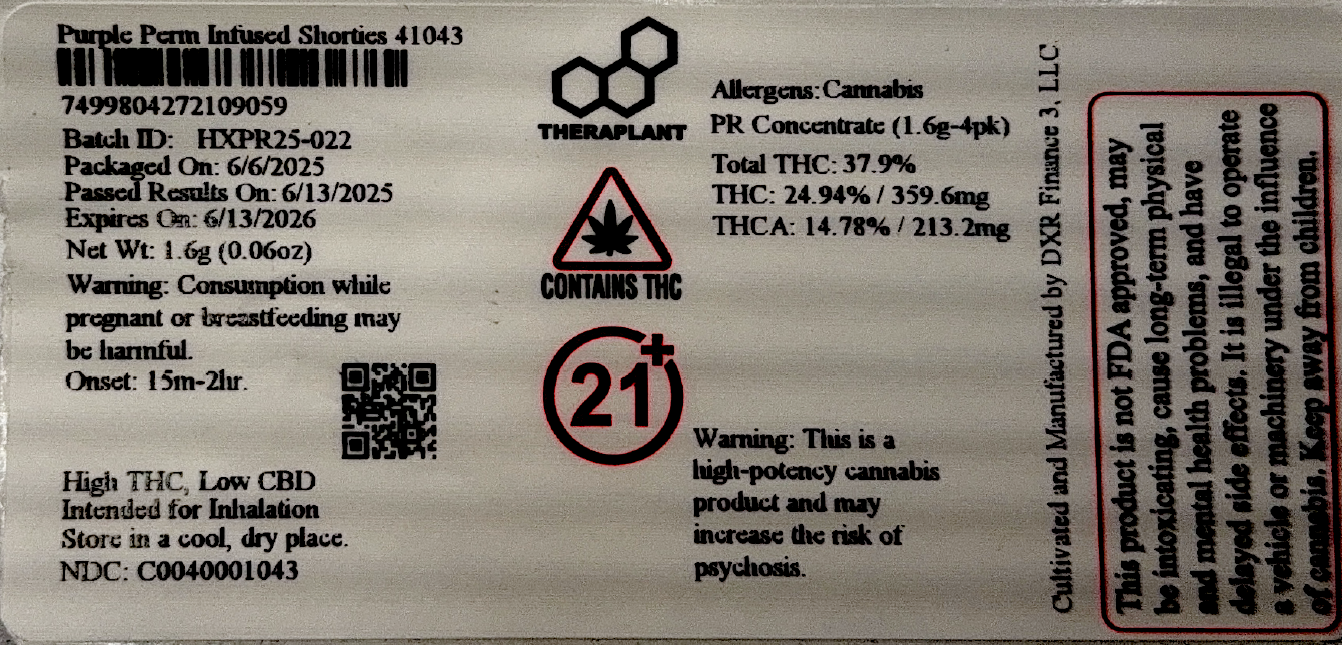 Purple Perm Infused Shorties 41043
7499804272109059
Batch ID: HXPR25-022
Packaged On: 6/6/2025
Passed Results On: 6/13/2025
Expires On: 6/13/2026
Net Wt: 1.6g (0.06oz)
Warning: Consumption while
pregnant or breastfeeding may
be harmful.
Onset: 15m-2hr.
High THC, Low CBD
Intended for Inhalation
Store in a cool, dry place.
NDC: C0040001043
THERAPLANT
CONTAINS THC
21+
Allergens: Cannabis
PR Concentrate (1.6g-4pk)
Total THC: 37.9%
THC: 24.94% / 359.6mg
THCA: 14.78% / 213.2mg
Warning: This is a
high-potency cannabis
product and may
increase the risk of
psychosis.
Cultivated and Manufactured by DXR Finance 3, LLC
This product is not FDA approved, may
be intoxicating, cause long-term physical
and mental health problems, and have
delayed side effects. It is illegal to operate
a vehicle or machinery under the influence
of cannabis. Keep away from children.